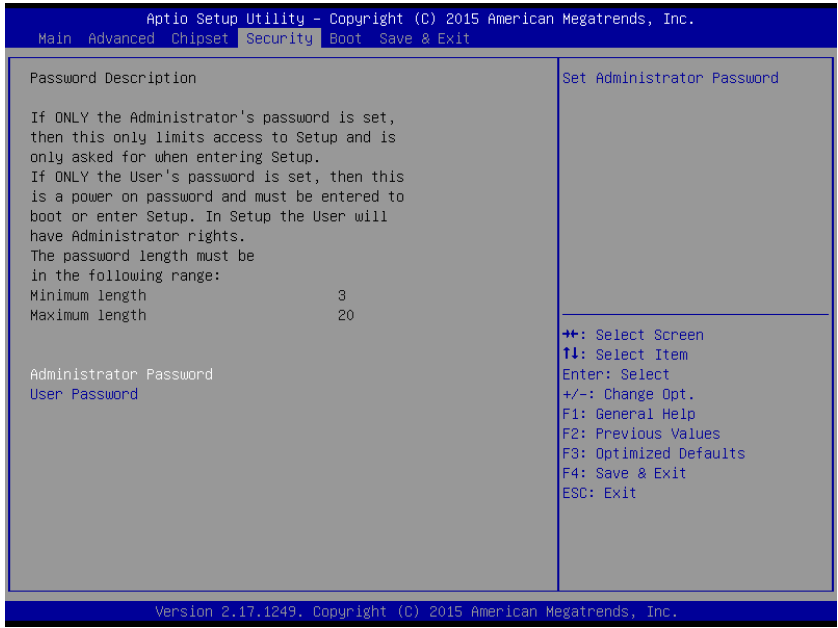 Aptio Setup Utility – Copyright (C) 2015 American Megatrends, Inc.
Main Advanced Chipset Security Boot Save & Exit
Password Description
If ONLY the Administrator's password is set,
then this only limits access to Setup and is
only asked for when entering Setup.
If ONLY the User's password is set, then this
is a power on password and must be entered to
boot or enter Setup. In Setup the User will
have Administrator rights.
The password length must be
in the following range:
Minimum length 3
Maximum length 20
Administrator Password
User Password
Set Administrator Password
→←: Select Screen
↑↓: Select Item
Enter: Select
+/-: Change Opt.
F1: General Help
F2: Previous Values
F3: Optimized Defaults
F4: Save & Exit
ESC: Exit
Version 2.17.1249. Copyright (C) 2015 American Megatrends, Inc.